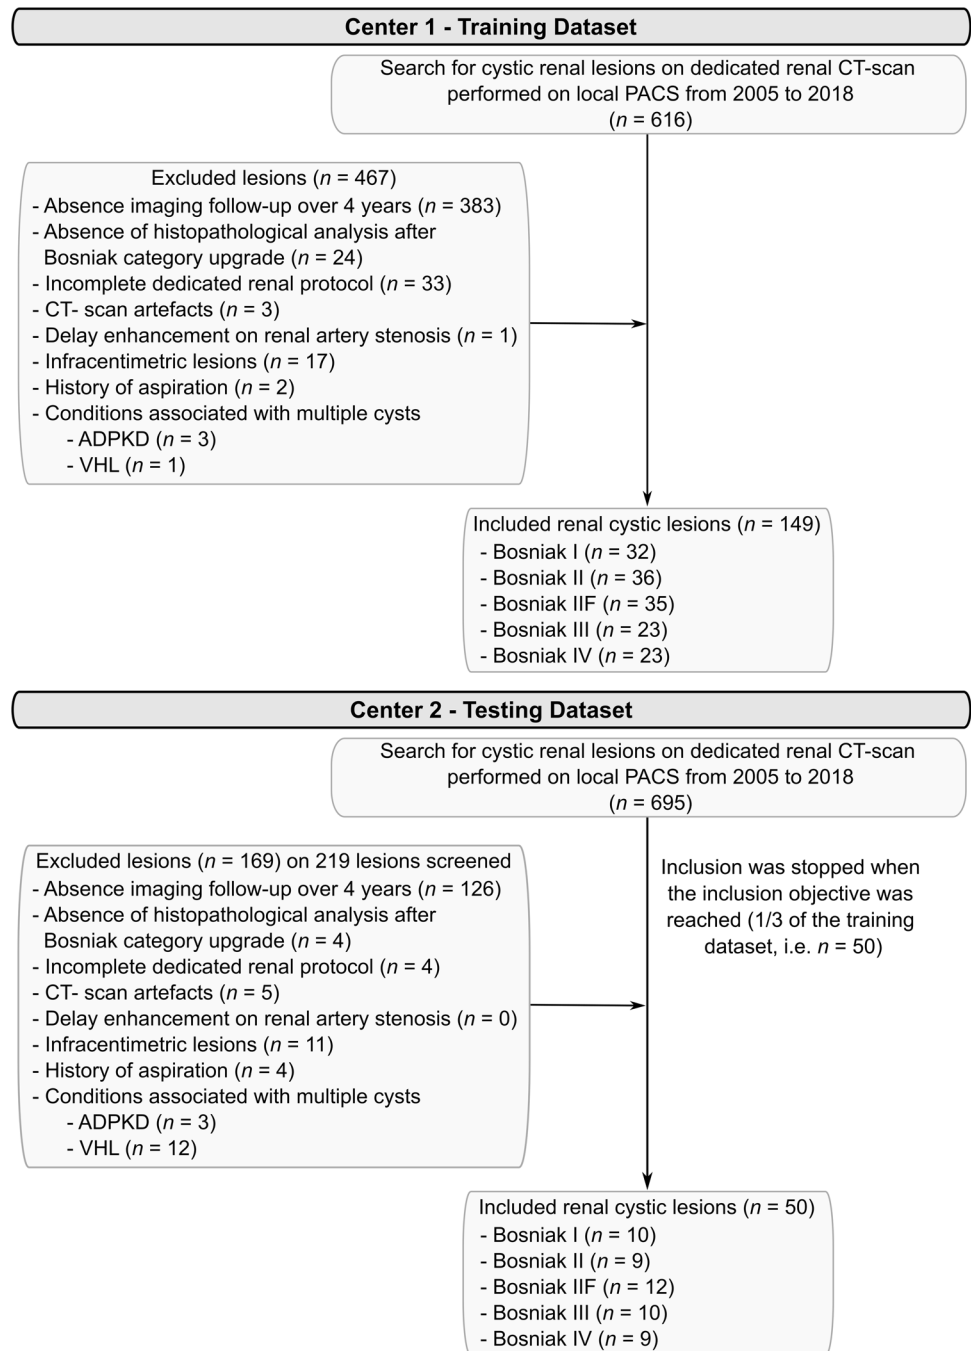 Center 1 - Training Dataset
Search for cystic renal lesions on dedicated renal CT-scan
performed on local PACS from 2005 to 2018
(n = 616)
Excluded lesions (n = 467)
- Absence imaging follow-up over 4 years (n = 383)
- Absence of histopathological analysis after
Bosniak category upgrade (n = 24)
- Incomplete dedicated renal protocol (n = 33)
- CT- scan artefacts (n = 3)
- Delay enhancement on renal artery stenosis (n = 1)
- Infracentimetric lesions (n = 17)
- History of aspiration (n = 2)
- Conditions associated with multiple cysts
- ADPKD (n = 3)
- VHL (n = 1)
Included renal cystic lesions (n = 149)
- Bosniak I (n = 32)
- Bosniak II (n = 36)
- Bosniak IIF (n = 35)
- Bosniak III (n = 23)
- Bosniak IV (n = 23)
Center 2 - Testing Dataset
Search for cystic renal lesions on dedicated renal CT-scan
performed on local PACS from 2005 to 2018
(n = 695)
Excluded lesions (n = 169) on 219 lesions screened
- Absence imaging follow-up over 4 years (n = 126)
- Absence of histopathological analysis after
Bosniak category upgrade (n = 4)
- Incomplete dedicated renal protocol (n = 4)
- CT- scan artefacts (n = 5)
- Delay enhancement on renal artery stenosis (n = 0)
- Infracentimetric lesions (n = 11)
- History of aspiration (n = 4)
- Conditions associated with multiple cysts
- ADPKD (n = 3)
- VHL (n = 12)
Inclusion was stopped when
the inclusion objective was
reached (1/3 of the training
dataset, i.e. n = 50)
Included renal cystic lesions (n = 50)
- Bosniak I (n = 10)
- Bosniak II (n = 9)
- Bosniak IIF (n = 12)
- Bosniak III (n = 10)
- Bosniak IV (n = 9)